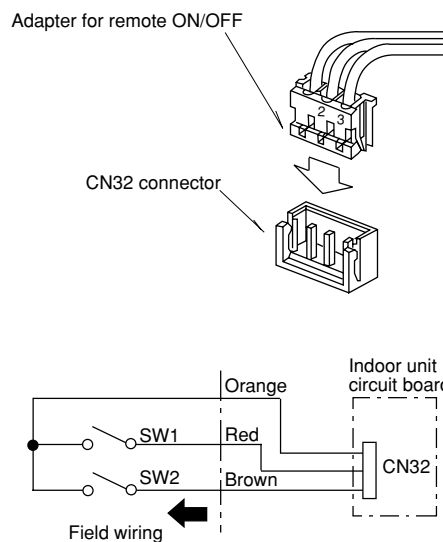 Adapter for remote ON/OFF
2 3
CN32 connector
Indoor unit
circuit board
Orange
SW1
Red
CN32
SW2
Brown
Field wiring